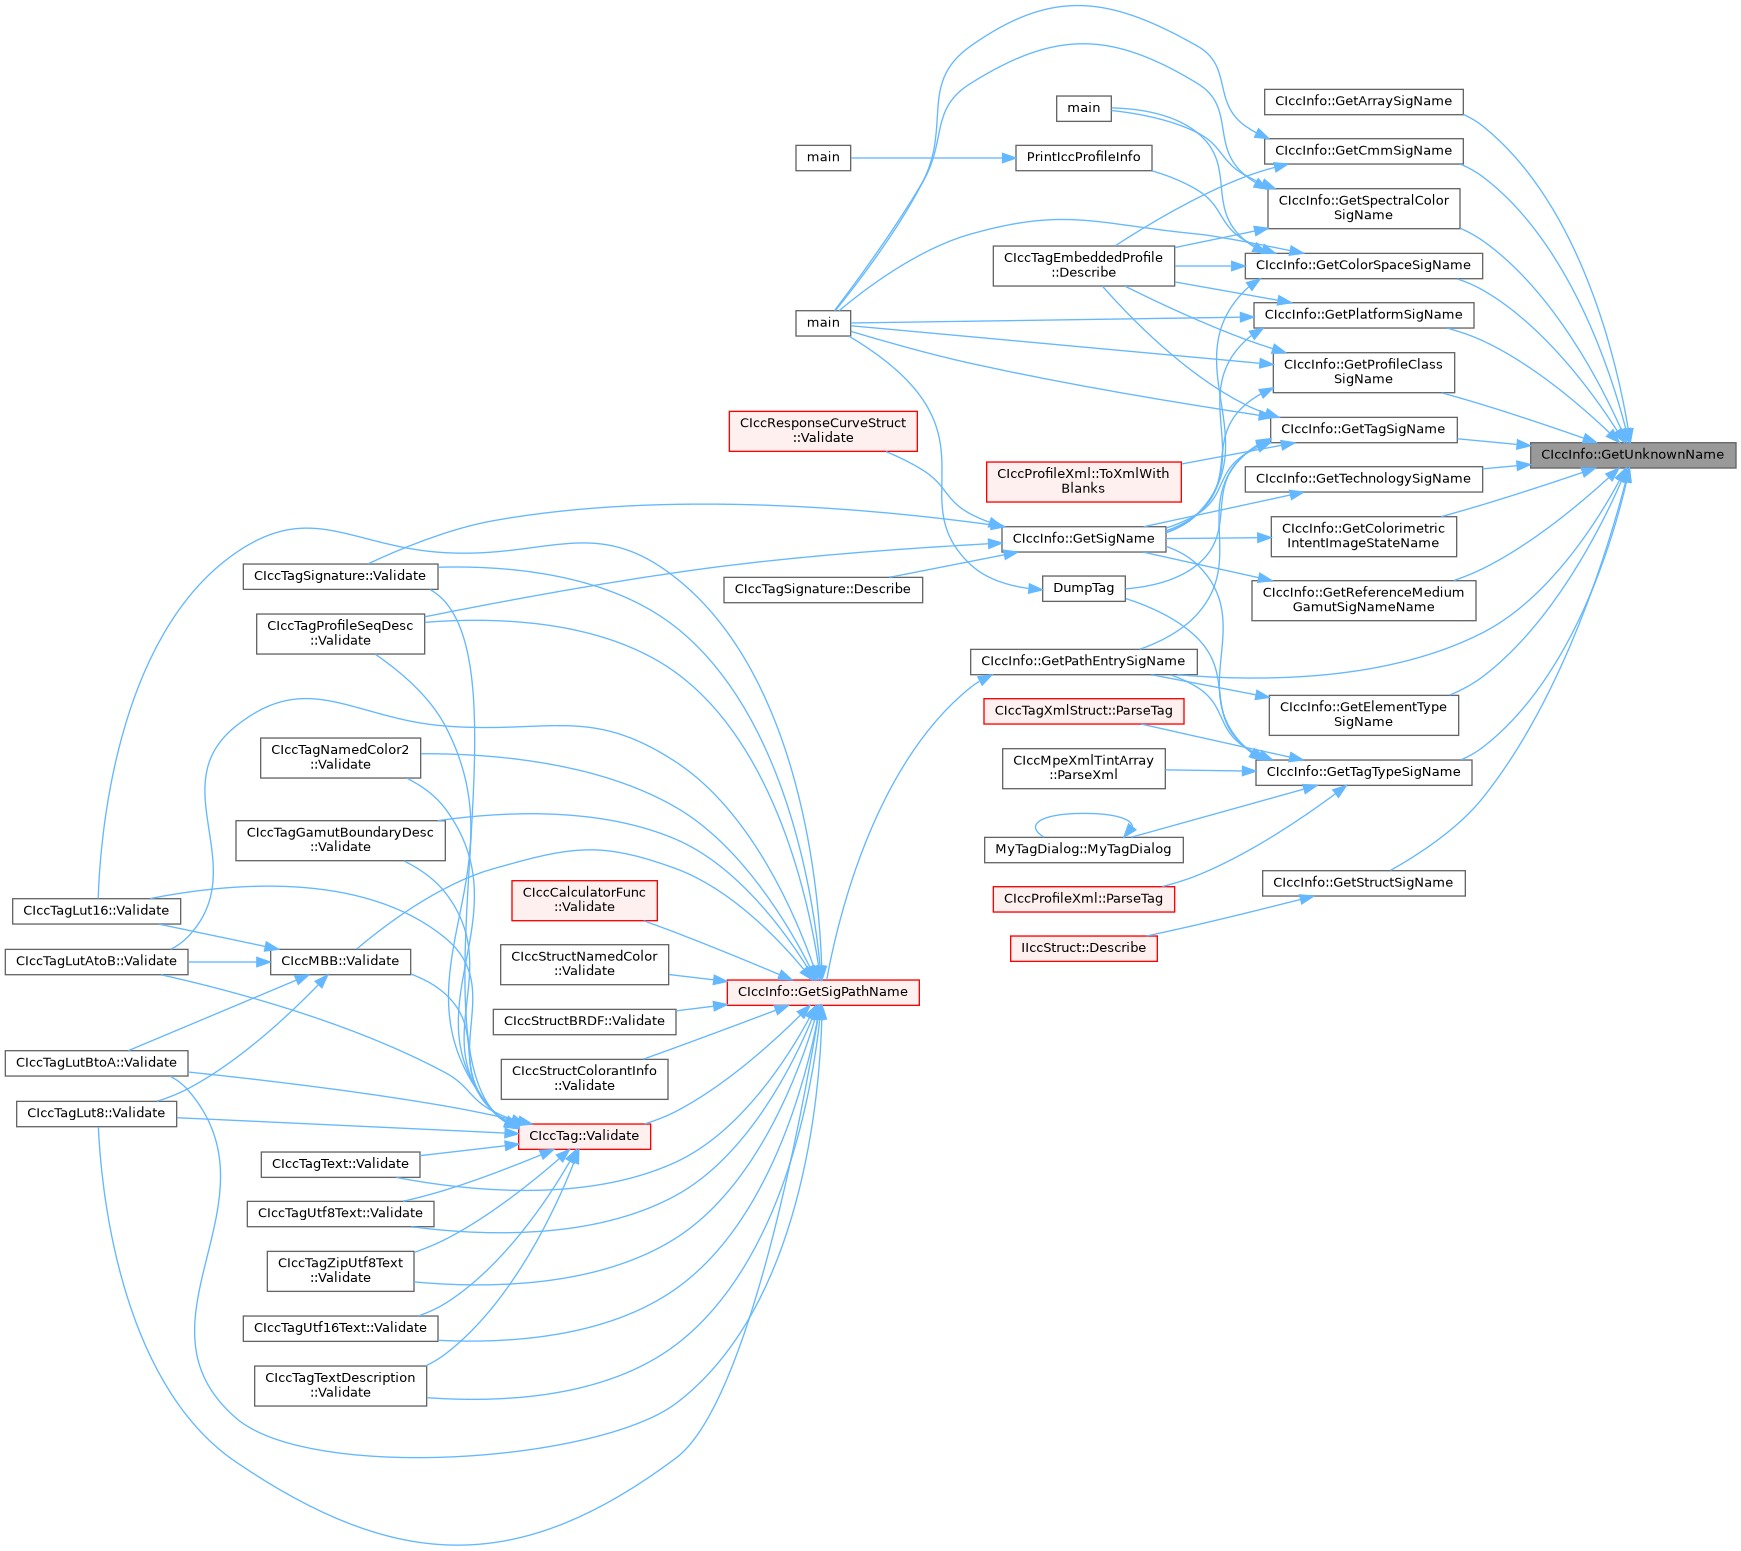 CIccInfo::GetArraySigName
main
CIccInfo::GetCmmSigName
main
PrintIccProfileInfo
CIccInfo::GetSpectralColor
SigName
CIccTagEmbeddedProfile
::Describe
CIccInfo::GetColorSpaceSigName
main
CIccInfo::GetPlatformSigName
CIccInfo::GetProfileClass
SigName
CIccResponseCurveStruct
::Validate
CIccInfo::GetTagSigName
CIccInfo::GetUnknownName
CIccProfileXml::ToXmlWith
Blanks
CIccInfo::GetTechnologySigName
CIccInfo::GetSigName
CIccInfo::GetColorimetric
IntentImageStateName
CIccTagSignature::Validate
CIccTagSignature::Describe
DumpTag
CIccInfo::GetReferenceMedium
GamutSigNameName
CIccTagProfileSeqDesc
::Validate
CIccInfo::GetPathEntrySigName
CIccTagXmlStruct::ParseTag
CIccInfo::GetElementType
SigName
CIccTagNamedColor2
::Validate
CIccMpeXmlTintArray
::ParseXml
CIccInfo::GetTagTypeSigName
CIccTagGamutBoundaryDesc
::Validate
MyTagDialog::MyTagDialog
CIccInfo::GetStructSigName
CIccCalculatorFunc
::Validate
CIccProfileXml::ParseTag
CIccTagLut16::Validate
IIccStruct::Describe
CIccTagLutAtoB::Validate
CIccMBB::Validate
CIccStructNamedColor
::Validate
CIccInfo::GetSigPathName
CIccStructBRDF::Validate
CIccTagLutBtoA::Validate
CIccStructColorantInfo
::Validate
CIccTagLut8::Validate
CIccTag::Validate
CIccTagText::Validate
CIccTagUtf8Text::Validate
CIccTagZipUtf8Text
::Validate
CIccTagUtf16Text::Validate
CIccTagTextDescription
::Validate